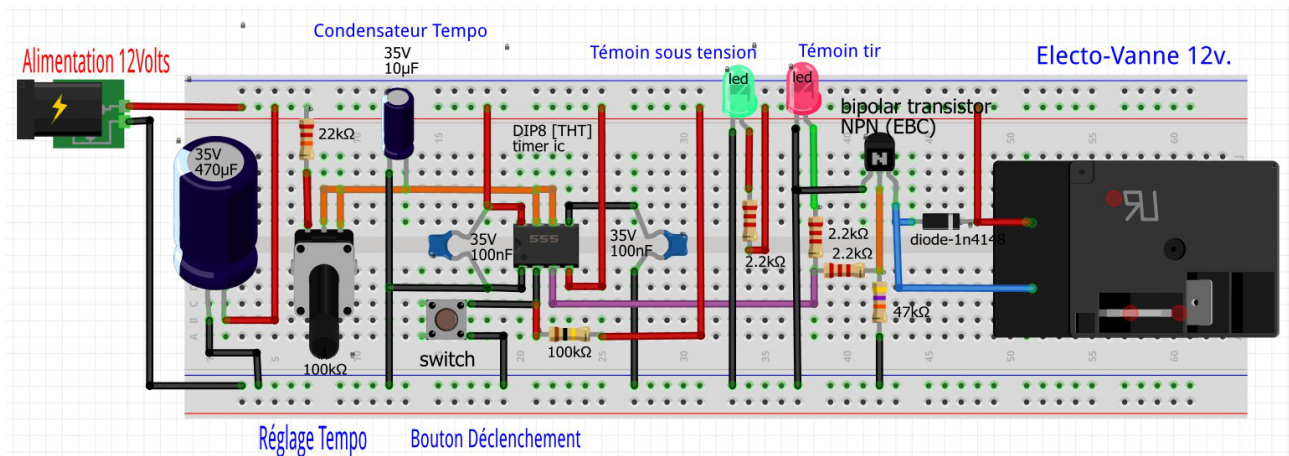 Alimentation 12Volts
Condensateur Tempo
35V
10µF
Témoin sous tension
Témoin tir
Electo-Vanne 12v.
led
led
bipolar transistor
NPN (EBC)
22kΩ
DIP8 [THT]
timer ic
35V
470µF
555
35V
100nF
35V
100nF
2.2kΩ
2.2kΩ
2.2kΩ
diode-1n4148
47kΩ
100kΩ
switch
100kΩ
Réglage Tempo
Bouton Déclenchement